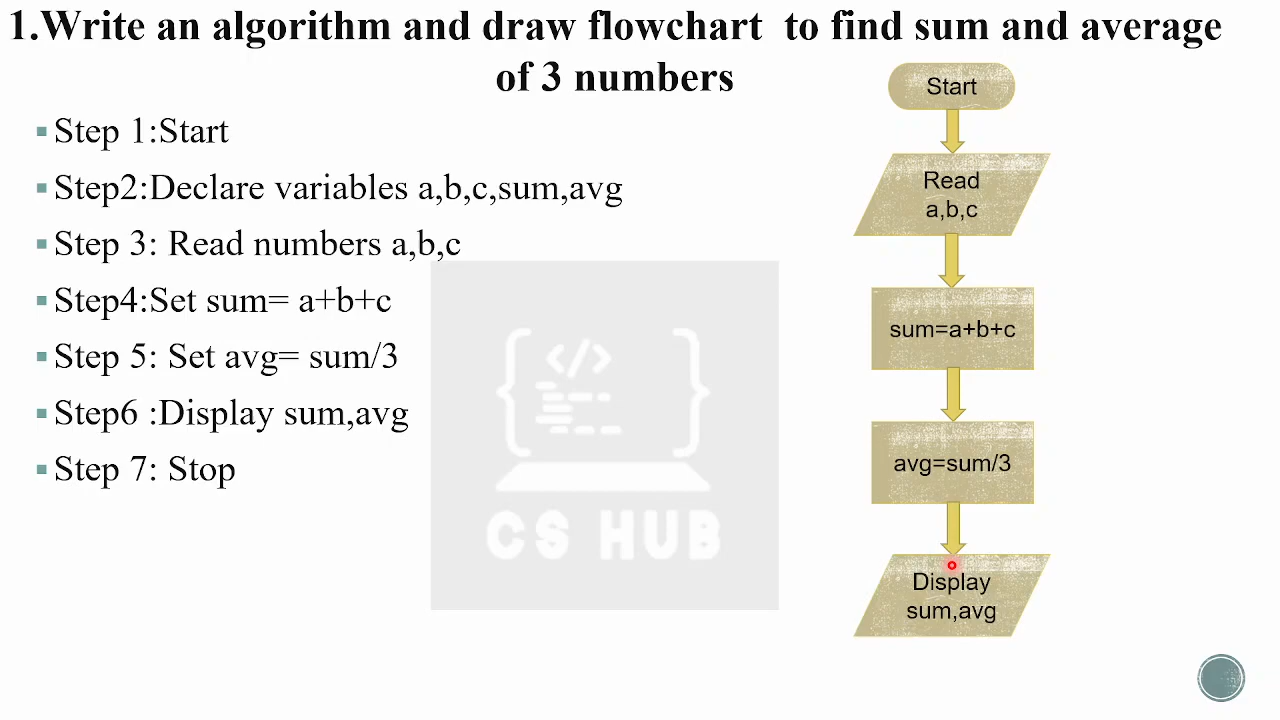 1.Write an algorithm and draw flowchart to find sum and average
of 3 numbers
Step 1:Start
Step2:Declare variables a,b,c,sum,avg
Step 3: Read numbers a,b,c
Step4:Set sum= a+b+c
Step 5: Set avg= sum/3
Step6 :Display sum,avg
Step 7: Stop
Start
Read
a,b,c
sum=a+b+c
avg=sum/3
Display
sum,avg
</>
CS HUB